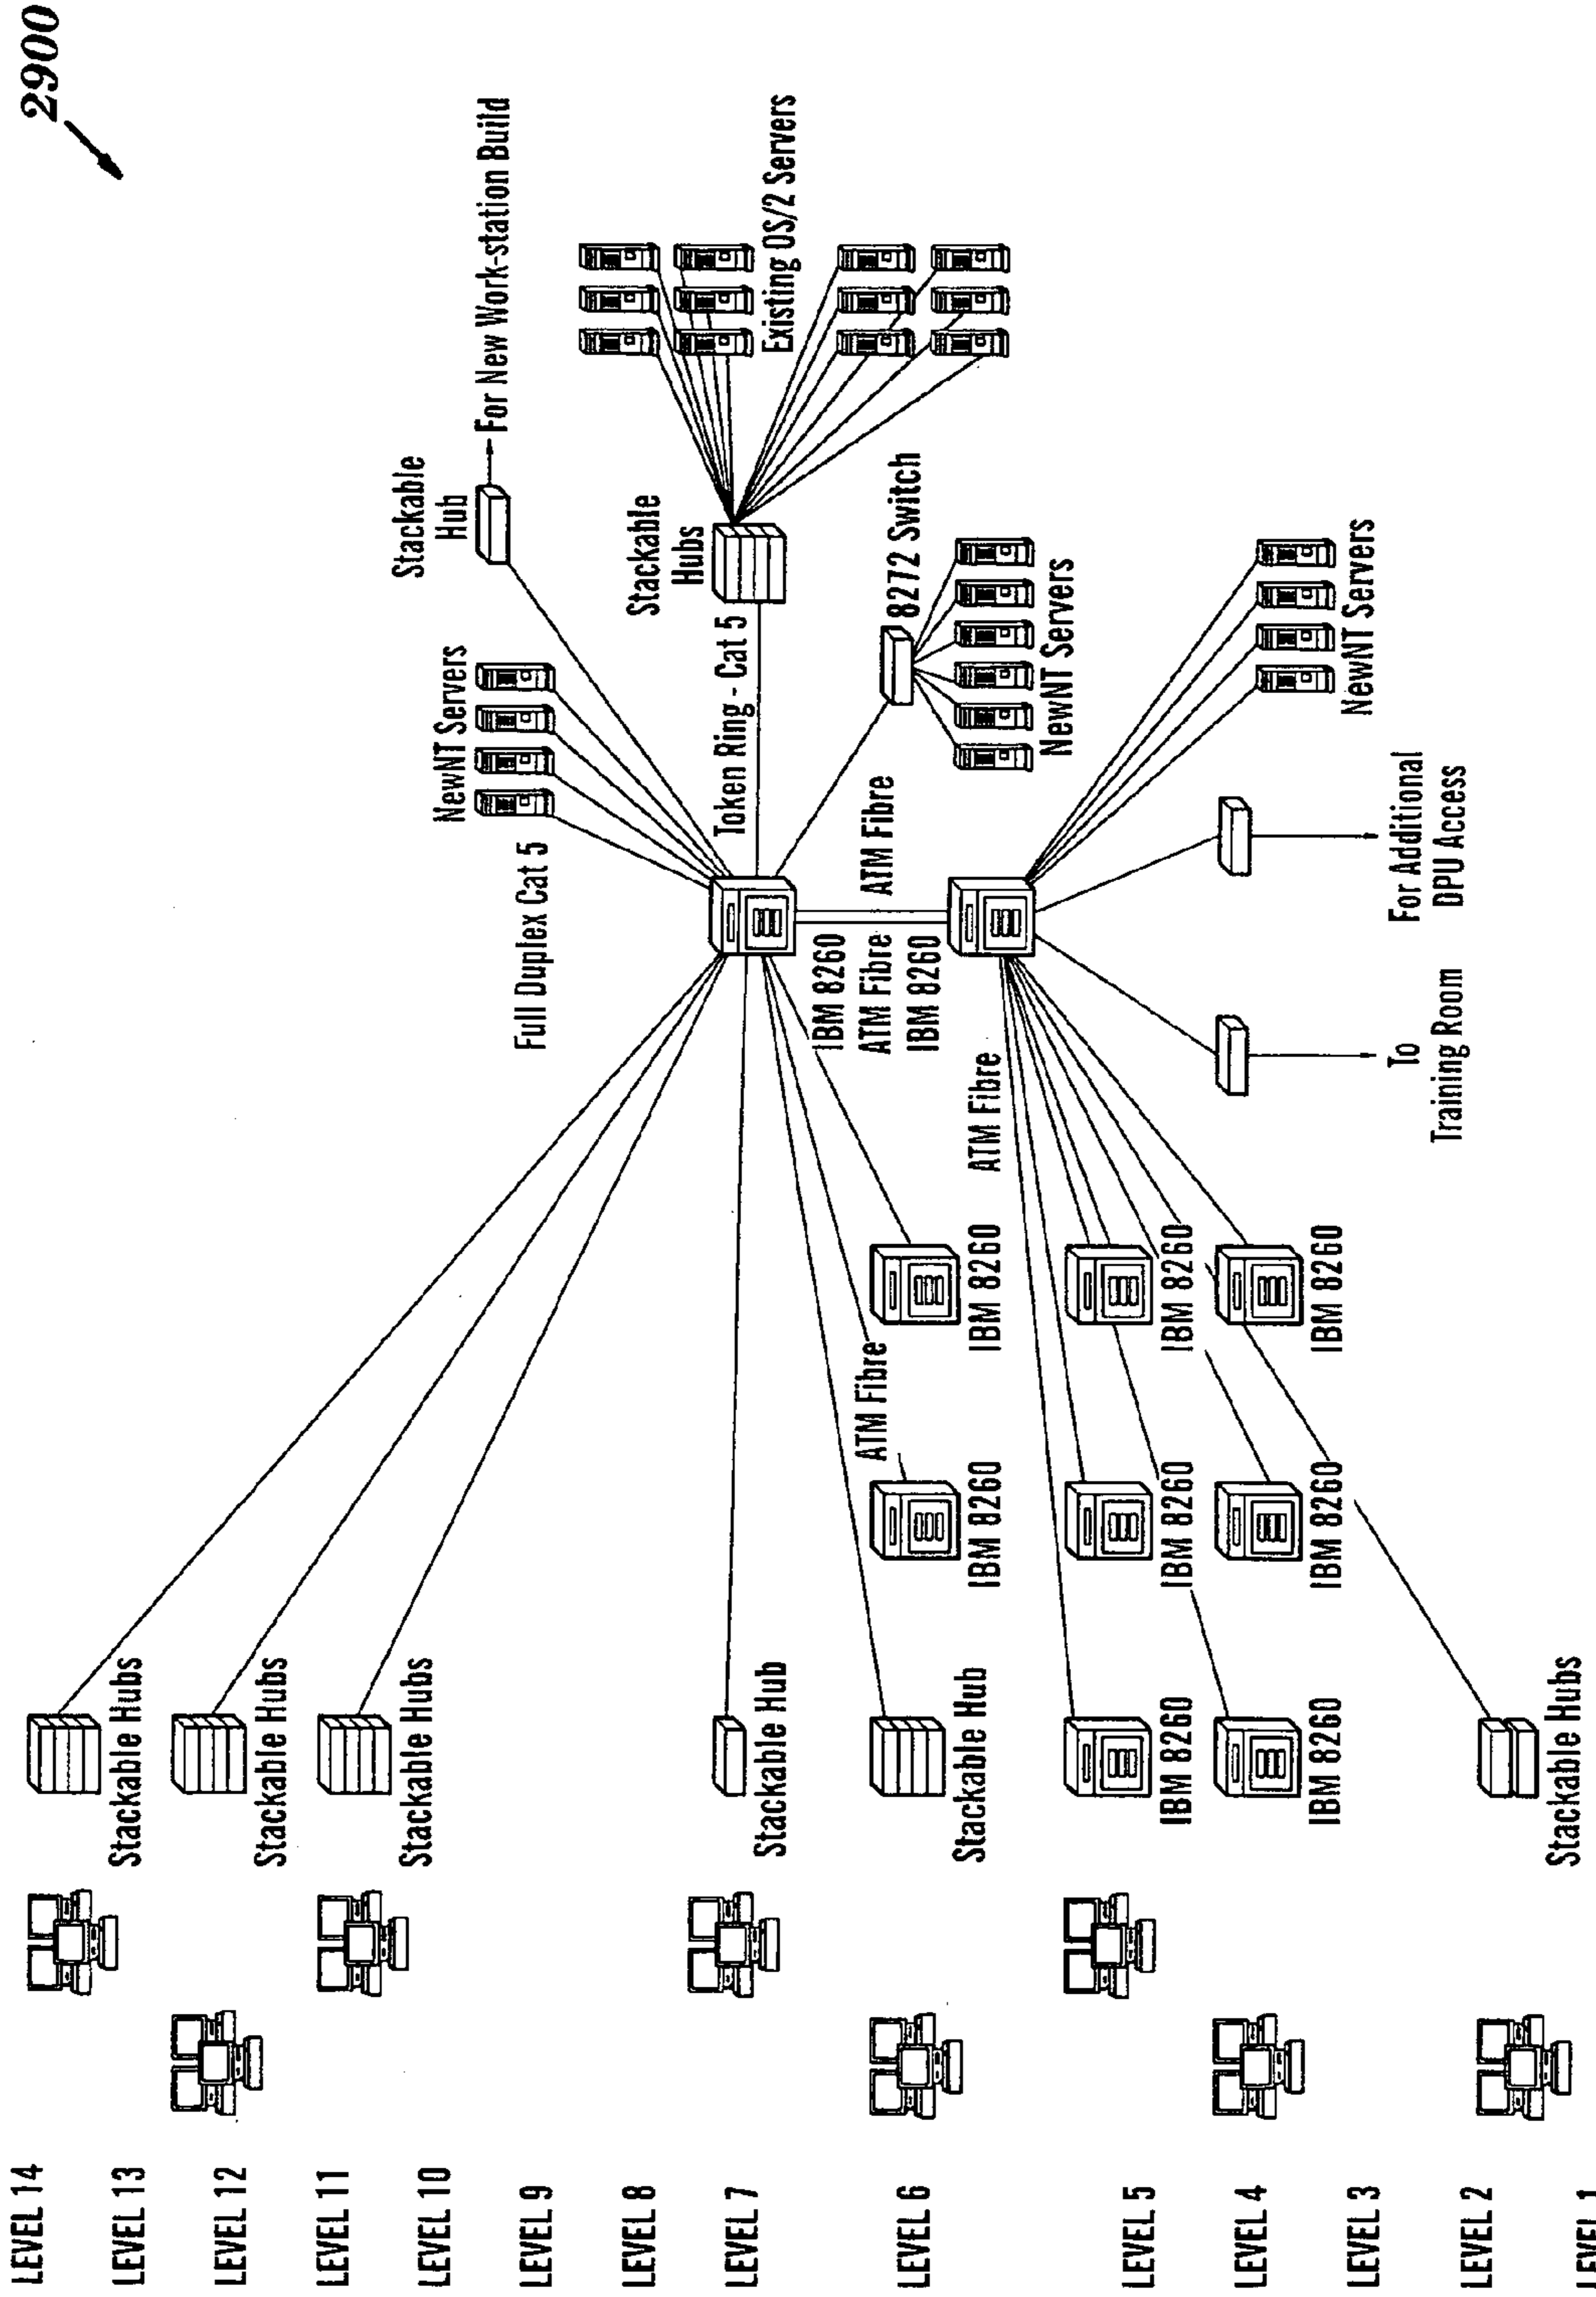 2900
LEVEL 14
LEVEL 13
LEVEL 12
LEVEL 11
LEVEL 10
LEVEL 9
LEVEL 8
LEVEL 7
LEVEL 6
LEVEL 5
LEVEL 4
LEVEL 3
LEVEL 2
LEVEL 1
Stackable Hubs
Stackable Hubs
Stackable Hubs
Stackable Hub
Stackable Hub
IBM 8260
IBM 8260
Stackable Hubs
IBM 8260
IBM 8260
IBM 8260
IBM 8260
IBM 8260
IBM 8260
ATM Fibre
ATM Fibre
Full Duplex Cat 5
IBM 8260
ATM Fibre
IBM 8260
ATM Fibre
NewNT Servers
Token Ring - Cat 5
Stackable
Hub
For New Work-station Build
Stackable
Hubs
Existing OS/2 Servers
8272 Switch
NewNT Servers
NewNT Servers
To
Training Room
For Additional
DPU Access